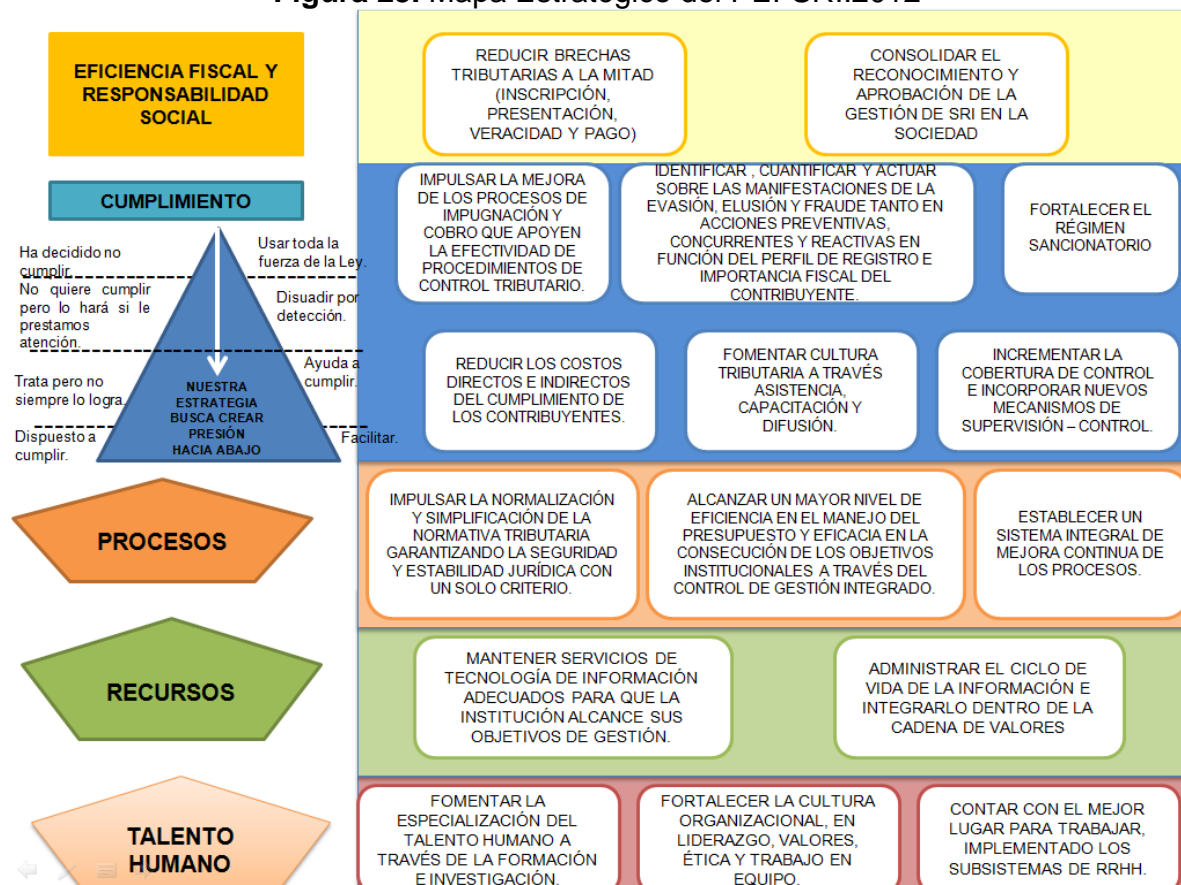 Mapa Estratégico del PEI SRI.2012
EFICIENCIA FISCAL Y
RESPONSABILIDAD
SOCIAL
REDUCIR BRECHAS
TRIBUTARIAS A LA MITAD
(INSCRIPCIÓN,
PRESENTACIÓN,
VERACIDAD Y PAGO)
CONSOLIDAR EL
RECONOCIMIENTO Y
APROBACIÓN DE LA
GESTIÓN DE SRI EN LA
SOCIEDAD
CUMPLIMIENTO
Ha decidido no
cumplir.
No quiere cumplir
pero lo hará si le
prestamos
atención.
Trata pero no
siempre lo logra.
Dispuesto a
cumplir.
Usar toda la
fuerza de la Ley.
Disuadir por
detección.
Ayuda a
cumplir.
Facilitar.
NUESTRA
ESTRATEGIA
BUSCA CREAR
PRESIÓN
HACIA ABAJO
IMPULSAR LA MEJORA
DE LOS PROCESOS DE
IMPUGNACIÓN Y
COBRO QUE APOYEN
LA EFECTIVIDAD DE
PROCEDIMIENTOS DE
CONTROL TRIBUTARIO.
IDENTIFICAR , CUANTIFICAR Y ACTUAR
SOBRE LAS MANIFESTACIONES DE LA
EVASIÓN, ELUSIÓN Y FRAUDE TANTO EN
ACCIONES PREVENTIVAS,
CONCURRENTES Y REACTIVAS EN
FUNCIÓN DEL PERFIL DE REGISTRO E
IMPORTANCIA FISCAL DEL
CONTRIBUYENTE.
FORTALECER EL
RÉGIMEN
SANCIONATORIO
REDUCIR LOS COSTOS
DIRECTOS E INDIRECTOS
DEL CUMPLIMIENTO DE
LOS CONTRIBUYENTES.
FOMENTAR CULTURA
TRIBUTARIA A TRAVÉS
ASISTENCIA,
CAPACITACIÓN Y
DIFUSIÓN.
INCREMENTAR LA
COBERTURA DE CONTROL
E INCORPORAR NUEVOS
MECANISMOS DE
SUPERVISIÓN – CONTROL.
PROCESOS
IMPULSAR LA NORMALIZACIÓN
Y SIMPLIFICACIÓN DE LA
NORMATIVA TRIBUTARIA
GARANTIZANDO LA SEGURIDAD
Y ESTABILIDAD JURÍDICA CON
UN SOLO CRITERIO.
ALCANZAR UN MAYOR NIVEL DE
EFICIENCIA EN EL MANEJO DEL
PRESUPUESTO Y EFICACIA EN LA
CONSECUCIÓN DE LOS OBJETIVOS
INSTITUCIONALES A TRAVÉS DEL
CONTROL DE GESTIÓN INTEGRADO.
ESTABLECER UN
SISTEMA INTEGRAL DE
MEJORA CONTINUA DE
LOS PROCESOS.
RECURSOS
MANTENER SERVICIOS DE
TECNOLOGÍA DE INFORMACIÓN
ADECUADOS PARA QUE LA
INSTITUCIÓN ALCANCE SUS
OBJETIVOS DE GESTIÓN.
ADMINISTRAR EL CICLO DE
VIDA DE LA INFORMACIÓN E
INTEGRARLO DENTRO DE LA
CADENA DE VALORES
TALENTO
HUMANO
FOMENTAR LA
ESPECIALIZACIÓN DEL
TALENTO HUMANO A
TRAVÉS DE LA FORMACIÓN
E INVESTIGACIÓN.
FORTALECER LA CULTURA
ORGANIZACIONAL, EN
LIDERAZGO, VALORES,
ÉTICA Y TRABAJO EN
EQUIPO.
CONTAR CON EL MEJOR
LUGAR PARA TRABAJAR,
IMPLEMENTADO LOS
SUBSISTEMAS DE RRHH.